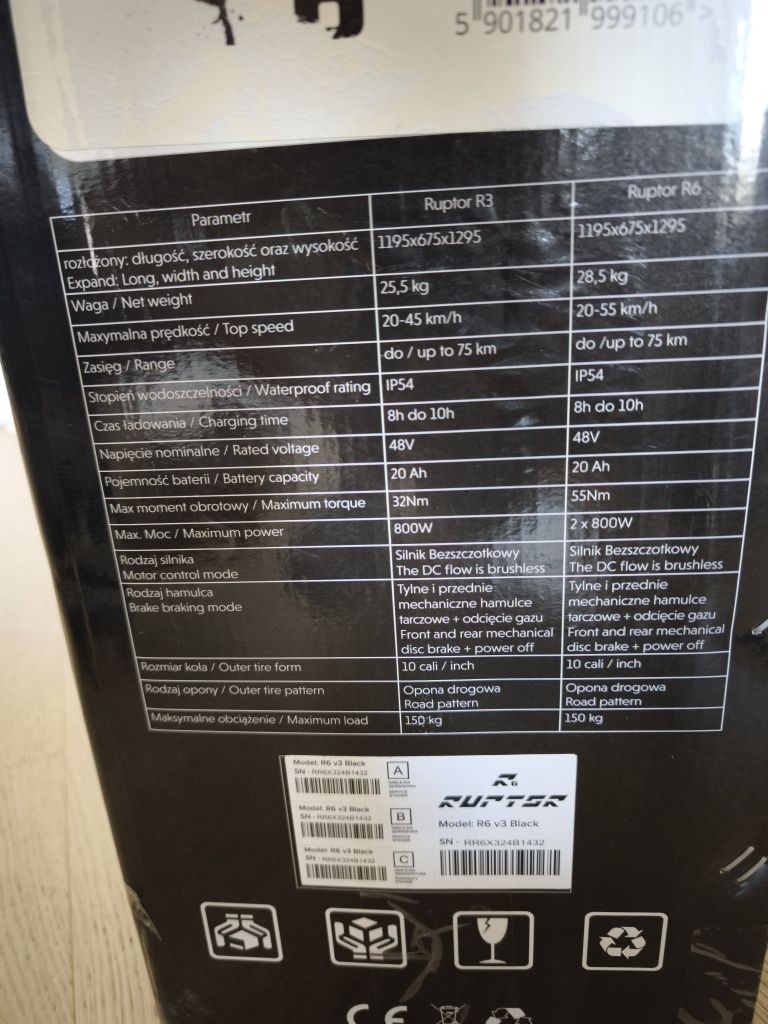 5 901821 999106 >
Parametr Ruptor R3 Ruptor R6
rozłożony: długość, szerokość oraz wysokość 1195x675x1295 1195x675x1295
Expand: Long, width and height
Waga / Net weight 25,5 kg 28,5 kg
Maxymalna prędkość / Top speed 20-45 km/h 20-55 km/h
Zasięg / Range do / up to 75 km do /up to 75 km
Stopień wodoszczelności / Waterproof rating IP54 IP54
Czas ładowania / Charging time 8h do 10h 8h do 10h
Napięcie nominalne / Rated voltage 48V 48V
Pojemność baterii / Battery capacity 20 Ah 20 Ah
Max moment obrotowy / Maximum torque 32Nm 55Nm
Max. Moc / Maximum power 800W 2 x 800W
Rodzaj silnika Silnik Bezszczotkowy Silnik Bezszczotkowy
Motor control mode The DC flow is brushless The DC flow is brushless
Rodzaj hamulca Tylne i przednie Tylne i przednie
Brake braking mode mechaniczne hamulce mechaniczne hamulce
tarczowe + odcięcie gazu tarczowe + odcięcie gazu
Front and rear mechanical Front and rear mechanical
disc brake + power off disc brake + power off
Rozmiar koła / Outer tire form 10 cali / inch 10 cali / inch
Rodzaj opony / Outer tire pattern Opona drogowa Opona drogowa
Road pattern Road pattern
Maksymalne obciążenie / Maximum load 150 kg 150 kg
Model: R6 v3 Black
SN - RR6X324B1432
A
Model: R6 v3 Black
SN - RR6X324B1432
B
Model: R6 v3 Black
SN - RR6X324B1432
C
R6
RUPTOR
Model: R6 v3 Black
SN - RR6X324B1432
CE